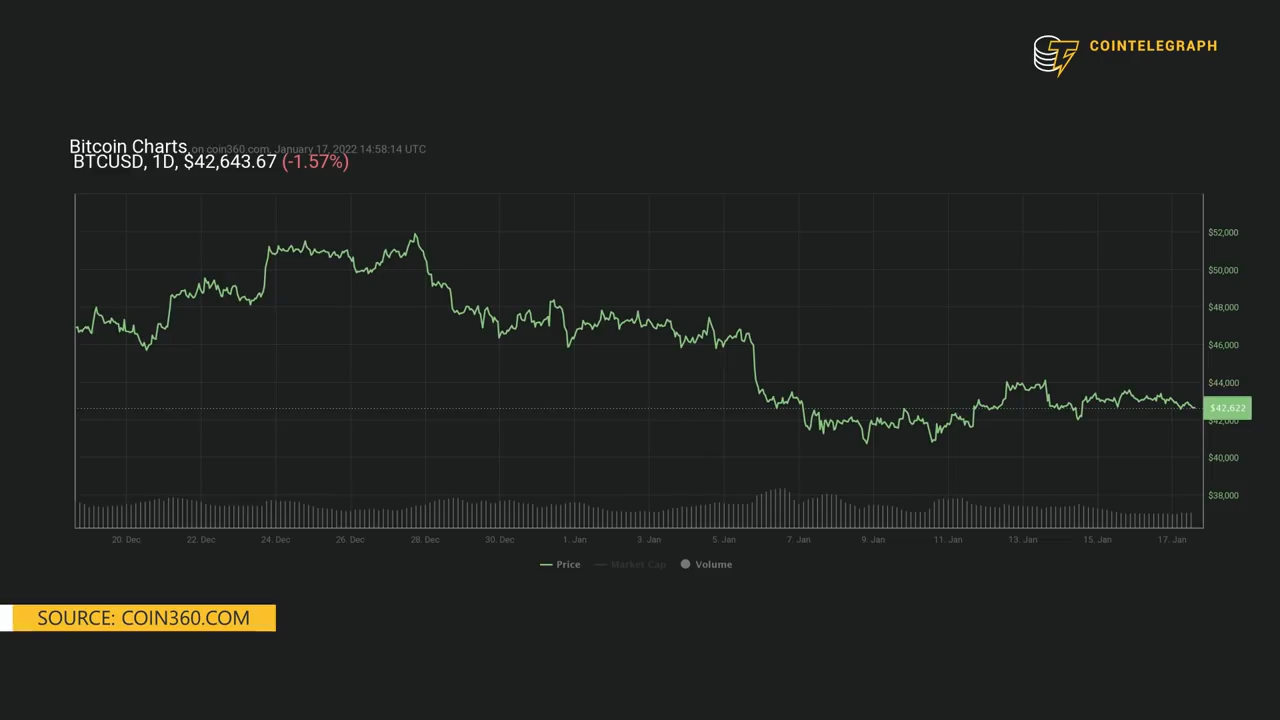 COINTELEGRAPH
Bitcoin Charts on coin360.com, January 17, 2022 14:58:14 UTC
BTCUSD, 1D, $42,643.67 (-1.57%)
$52,000
$50,000
$48,000
$46,000
$44,000
$42,622
$42,000
$40,000
$38,000
20. Dec 22. Dec 24. Dec 26. Dec 28. Dec 30. Dec 1. Jan 3. Jan 5. Jan 7. Jan 9. Jan 11. Jan 13. Jan 15. Jan 17. Jan
Price Market Cap Volume
SOURCE: COIN360.COM